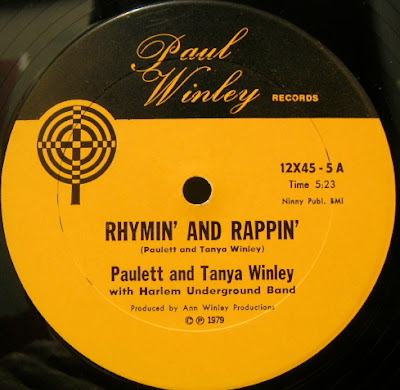 Paul
Winley RECORDS
12X45 - 5 A
Time 5:23
Ninny Publ. BMI
RHYMIN' AND RAPPIN'
(Paulett and Tanya Winley)
Paulett and Tanya Winley
with Harlem Underground Band
Produced by Ann Winley Productions
© ℗ 1979